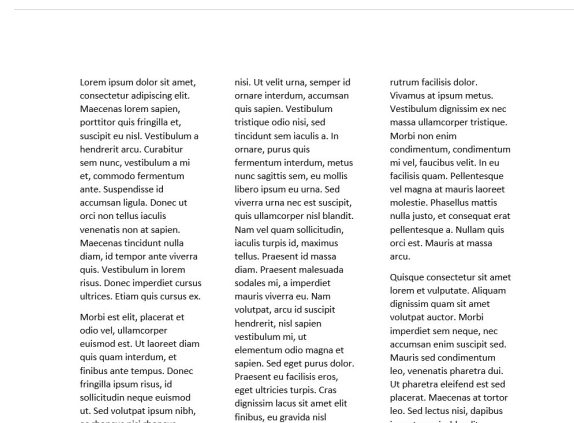 Lorem ipsum dolor sit amet,
consectetur adipiscing elit.
Maecenas lorem sapien,
porttitor quis fringilla et,
suscipit eu nisl. Vestibulum a
hendrerit arcu. Curabitur
sem nunc, vestibulum a mi
et, commodo fermentum
ante. Suspendisse id
accumsan ligula. Donec ut
orci non tellus iaculis
venenatis non at sapien.
Maecenas tincidunt nulla
diam, id tempor ante viverra
quis. Vestibulum in lorem
risus. Donec imperdiet cursus
ultrices. Etiam quis cursus ex.
Morbi est elit, placerat et
odio vel, ullamcorper
euismod est. Ut laoreet diam
quis quam interdum, et
finibus ante tempus. Donec
fringilla ipsum risus, id
sollicitudin neque euismod
ut. Sed volutpat ipsum nibh,
nisi. Ut velit urna, semper id
ornare interdum, accumsan
quis sapien. Vestibulum
tristique odio nisi, sed
tincidunt sem iaculis a. In
ornare, purus quis
fermentum interdum, metus
nunc sagittis sem, eu mollis
libero ipsum eu urna. Sed
viverra urna nec est suscipit,
quis ullamcorper nisl blandit.
Nam vel quam sollicitudin,
iaculis turpis id, maximus
tellus. Praesent id massa
diam. Praesent malesuada
sodales mi, a imperdiet
mauris viverra eu. Nam
volutpat, arcu id suscipit
hendrerit, nisl sapien
vestibulum mi, ut
elementum odio magna et
sapien. Sed eget purus dolor.
Praesent eu facilisis eros,
eget ultricies turpis. Cras
dignissim lacus sit amet elit
finibus, eu gravida nisl
rutrum facilisis dolor.
Vivamus at ipsum metus.
Vestibulum dignissim ex nec
massa ullamcorper tristique.
Morbi non enim
condimentum, condimentum
mi vel, faucibus velit. In eu
facilisis quam. Pellentesque
vel magna at mauris laoreet
molestie. Phasellus mattis
nulla justo, et consequat erat
pellentesque a. Nullam quis
orci est. Mauris at massa
arcu.
Quisque consectetur sit amet
lorem et vulputate. Aliquam
dignissim quam sit amet
volutpat auctor. Morbi
imperdiet sem neque, nec
accumsan enim suscipit sed.
Mauris sed condimentum
leo, venenatis pharetra dui.
Ut pharetra eleifend est sed
placerat. Maecenas at tortor
leo. Sed lectus nisi, dapibus